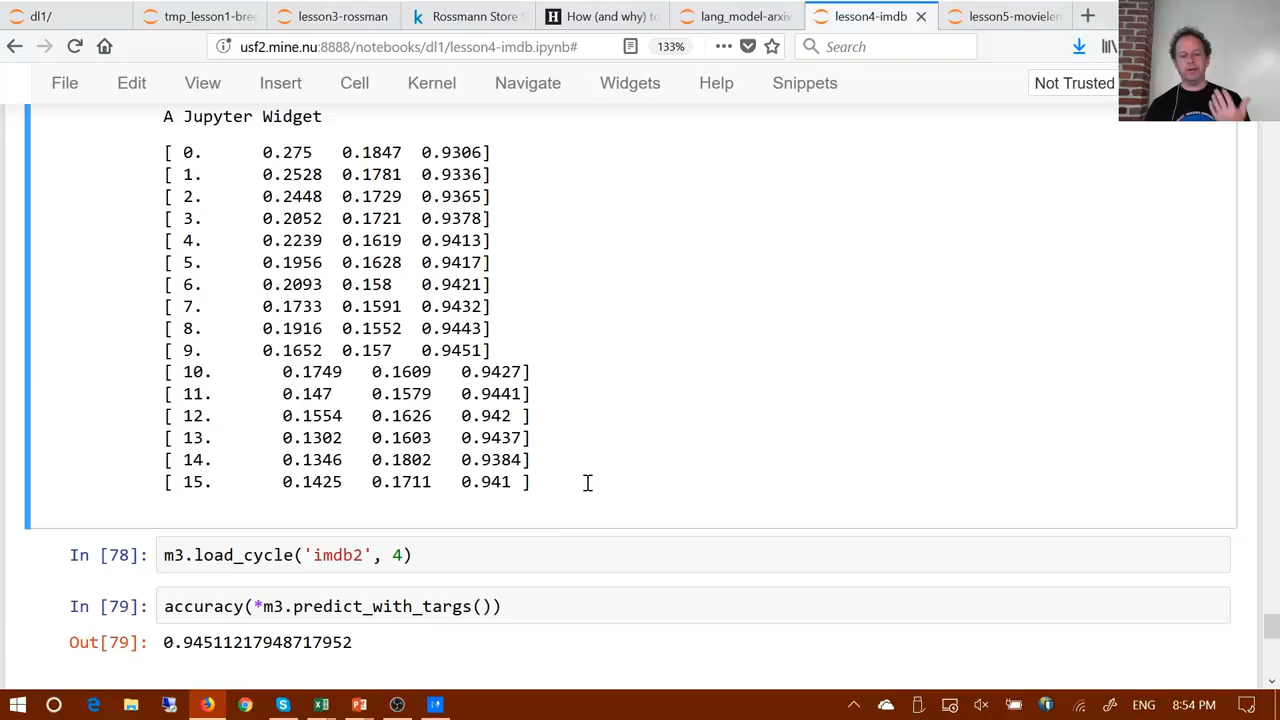 dl1/ tmp_lesson1-bree lesson3-rossman Rossmann Store S How (and why) to lang_model-arxiv lesson4-imdb lesson5-movielen
usf2.mine.nu:8888/notebooks/dl1/lesson4-imdb.ipynb# 133% Search
File Edit View Insert Cell Kernel Navigate Widgets Help Snippets Not Trusted
A Jupyter Widget
[ 0. 0.275 0.1847 0.9306]
[ 1. 0.2528 0.1781 0.9336]
[ 2. 0.2448 0.1729 0.9365]
[ 3. 0.2052 0.1721 0.9378]
[ 4. 0.2239 0.1619 0.9413]
[ 5. 0.1956 0.1628 0.9417]
[ 6. 0.2093 0.158 0.9421]
[ 7. 0.1733 0.1591 0.9432]
[ 8. 0.1916 0.1552 0.9443]
[ 9. 0.1652 0.157 0.9451]
[ 10. 0.1749 0.1609 0.9427]
[ 11. 0.147 0.1579 0.9441]
[ 12. 0.1554 0.1626 0.942 ]
[ 13. 0.1302 0.1603 0.9437]
[ 14. 0.1346 0.1802 0.9384]
[ 15. 0.1425 0.1711 0.941 ]
In [78]: m3.load_cycle('imdb2', 4)
In [79]: accuracy(*m3.predict_with_targs())
Out[79]: 0.94511217948717952
ENG 8:54 PM